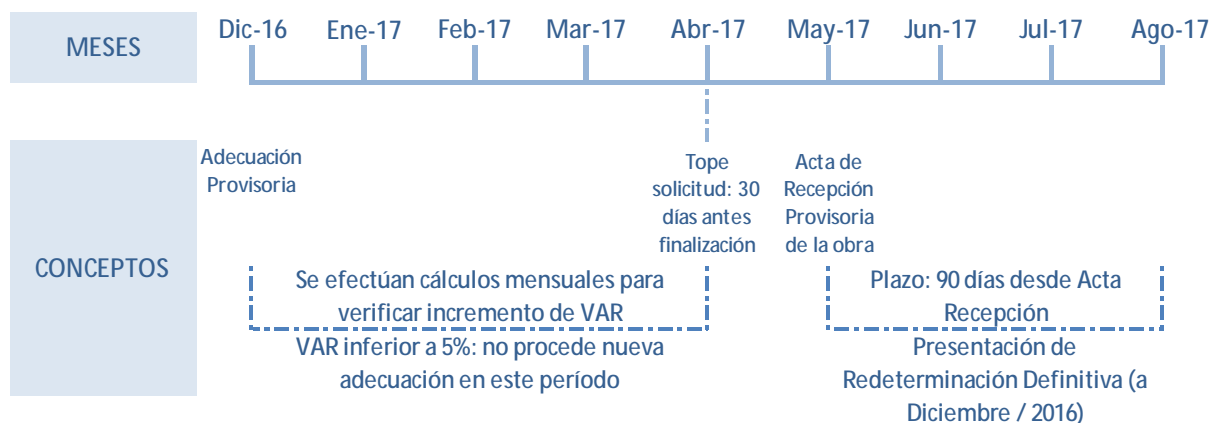 MESES
Dic-16 Ene-17 Feb-17 Mar-17 Abr-17 May-17 Jun-17 Jul-17 Ago-17
CONCEPTOS
Adecuación
Provisoria
Tope
solicitud: 30
días antes
finalización
Acta de
Recepción
Provisoria
de la obra
Se efectúan cálculos mensuales para
verificar incremento de VAR
VAR inferior a 5%: no procede nueva
adecuación en este período
Plazo: 90 días desde Acta
Recepción
Presentación de
Redeterminación Definitiva (a
Diciembre / 2016)